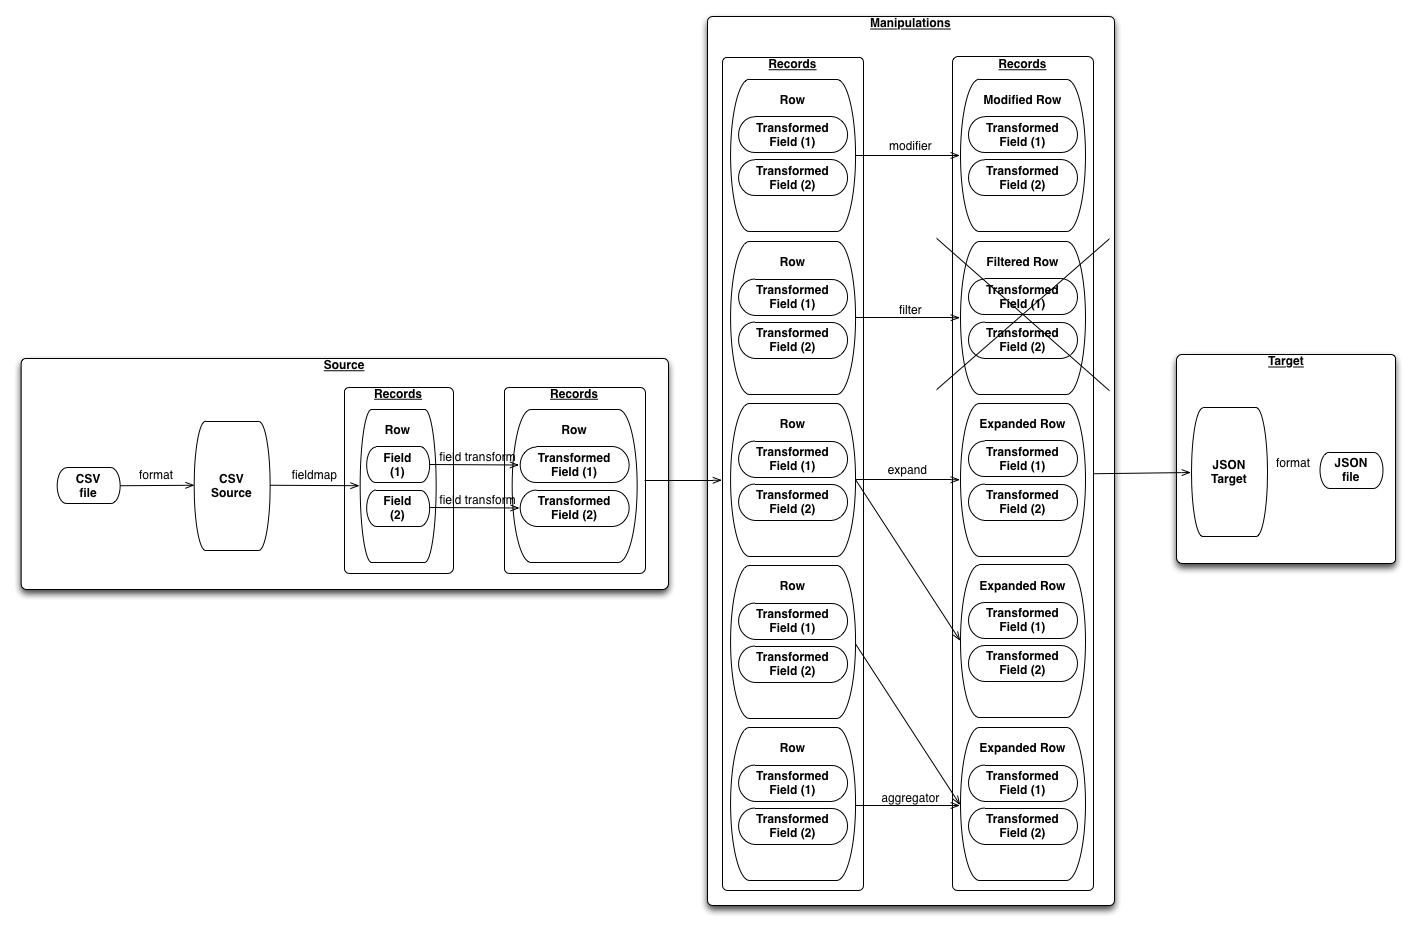 Source
CSV
file
format
CSV
Source
fieldmap
Records
Row
Field
(1)
Field
(2)
field transform
field transform
Records
Row
Transformed
Field (1)
Transformed
Field (2)
Manipulations
Records
Row
Transformed
Field (1)
Transformed
Field (2)
modifier
Records
Modified Row
Transformed
Field (1)
Transformed
Field (2)
Row
Transformed
Field (1)
Transformed
Field (2)
filter
Filtered Row
Transformed
Field (1)
Transformed
Field (2)
Row
Transformed
Field (1)
Transformed
Field (2)
expand
Expanded Row
Transformed
Field (1)
Transformed
Field (2)
Row
Transformed
Field (1)
Transformed
Field (2)
Expanded Row
Transformed
Field (1)
Transformed
Field (2)
Row
Transformed
Field (1)
Transformed
Field (2)
aggregator
Expanded Row
Transformed
Field (1)
Transformed
Field (2)
Target
JSON
Target
format
JSON
file